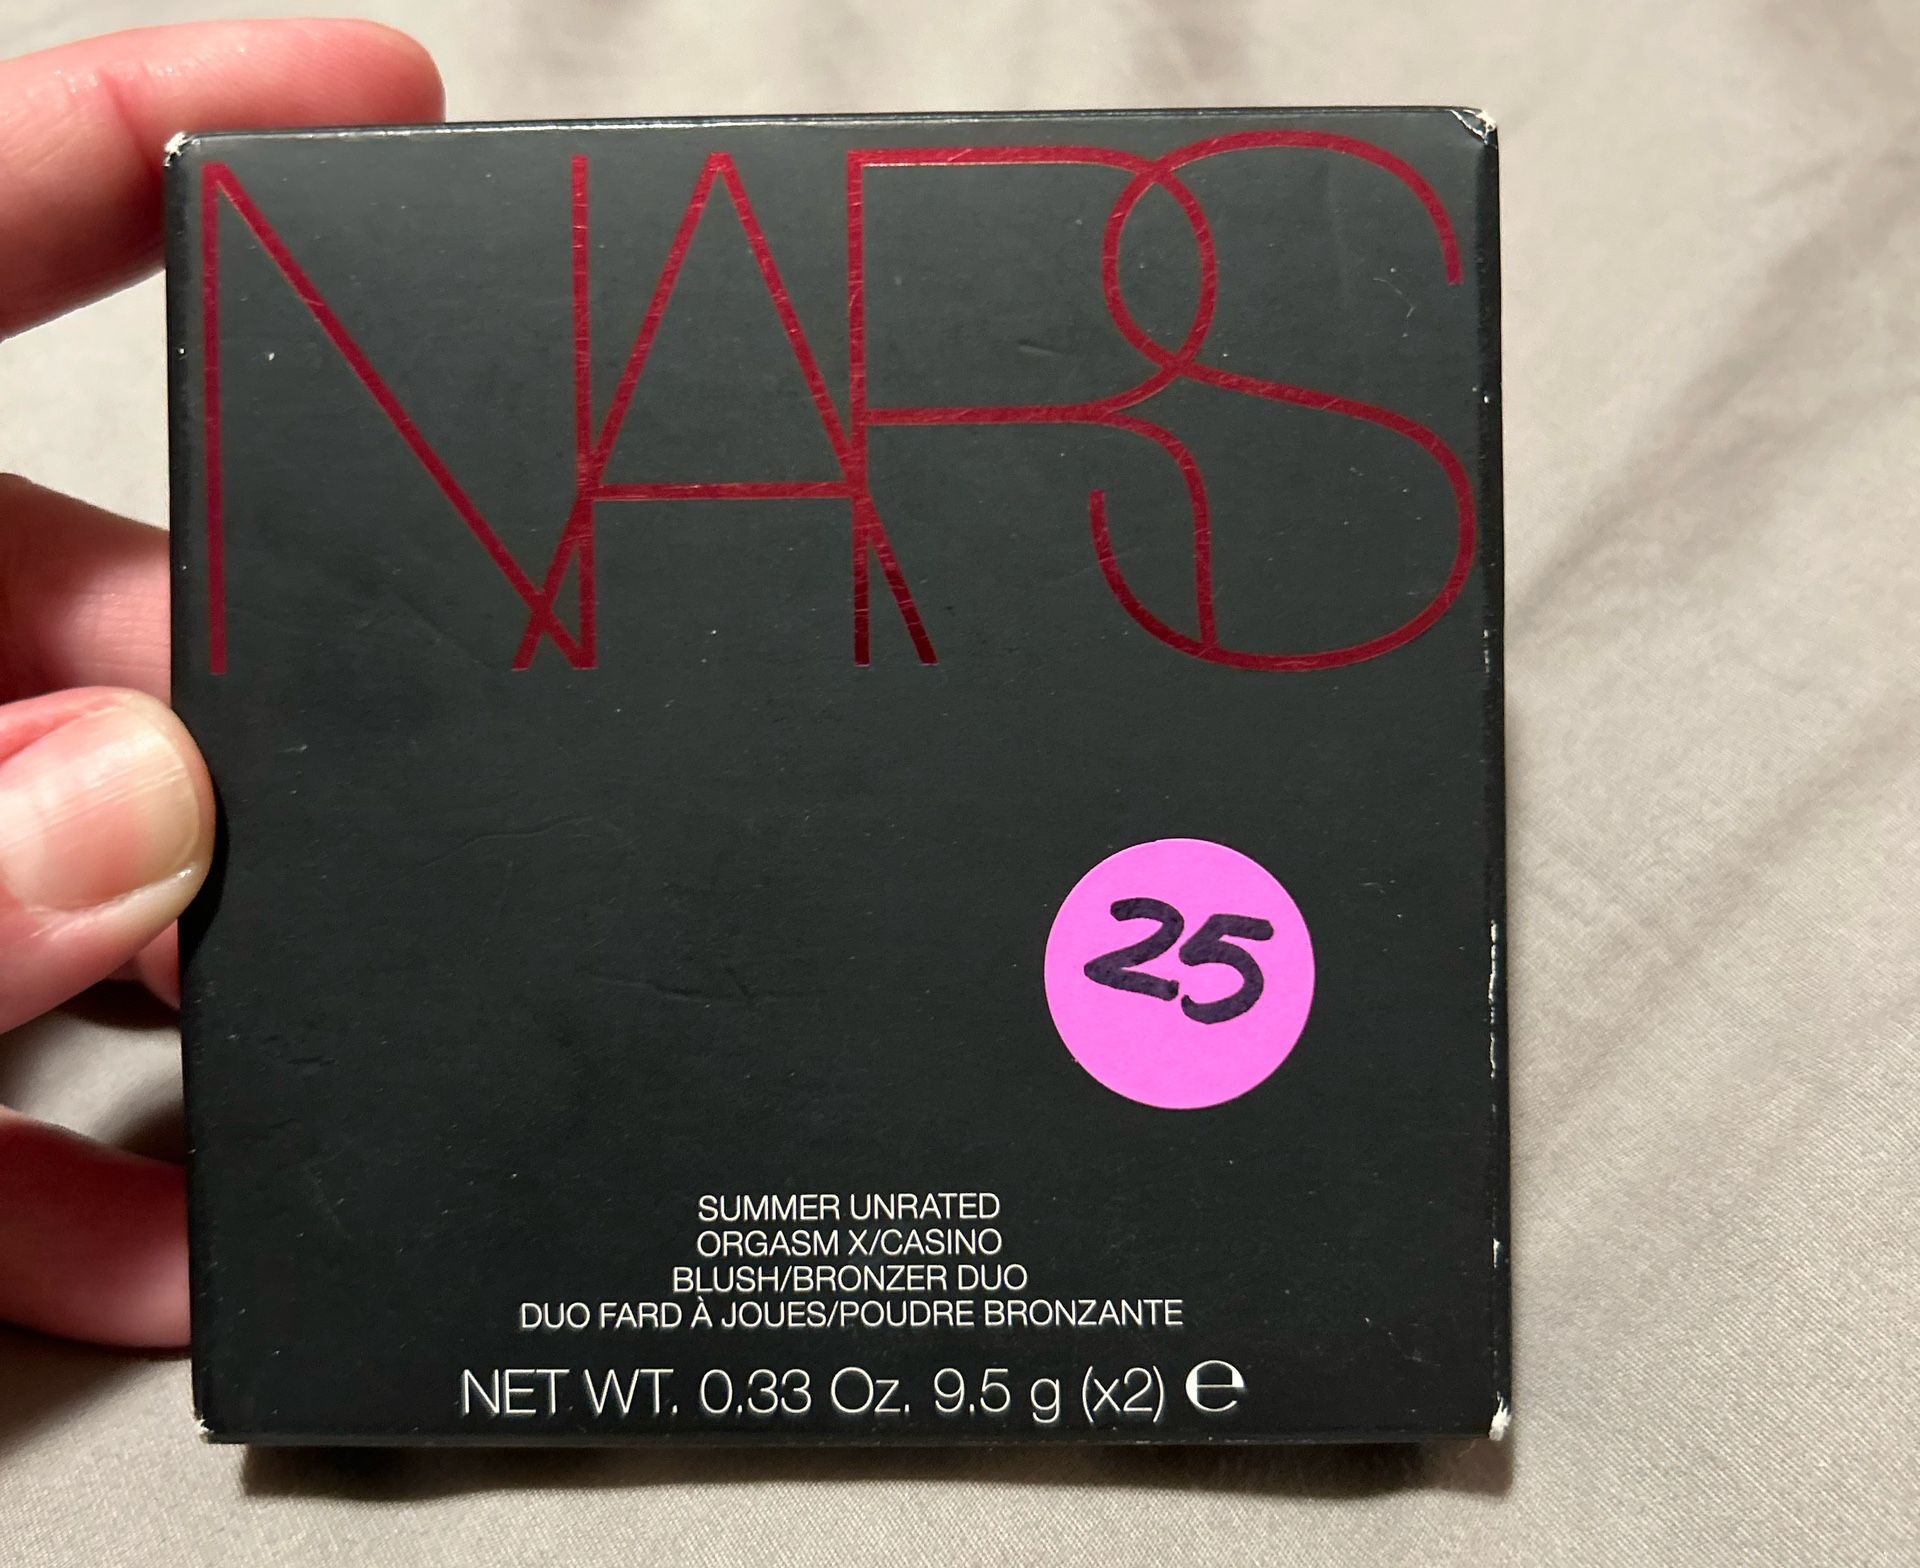 NARS
25
SUMMER UNRATED
ORGASM X/CASINO
BLUSH/BRONZER DUO
DUO FARD À JOUES/POUDRE BRONZANTE
NET WT. 0.33 Oz. 9.5 g (x2) ℮